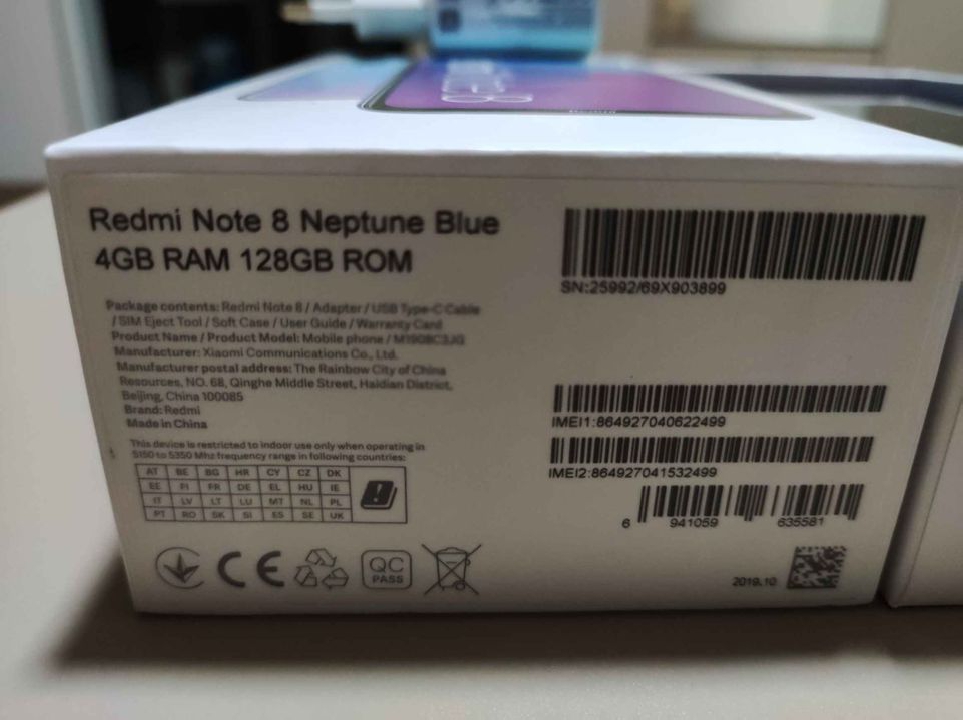 Redmi Note 8 Neptune Blue
4GB RAM 128GB ROM
Package contents: Redmi Note 8 / Adapter / USB Type-C Cable
/ SIM Eject Tool / Soft Case / User Guide / Warranty Card
Product Name / Product Model: Mobile phone / M1908C3JG
Manufacturer: Xiaomi Communications Co., Ltd.
Manufacturer postal address: The Rainbow City of China
Resources, NO. 68, Qinghe Middle Street, Haidian District,
Beijing, China 100085
Brand: Redmi
Made in China
This device is restricted to indoor use only when operating in
5150 to 5350 Mhz frequency range in following countries:
AT BE BG HR CY CZ DK
EE FI FR DE EL HU IE
IT LV LT LU MT NL PL
PT RO SK SI ES SE UK
CE
QC
PASS
SN:25992/69X903899
IMEI1:864927040622499
IMEI2:864927041532499
6 941059 635581
2019.10